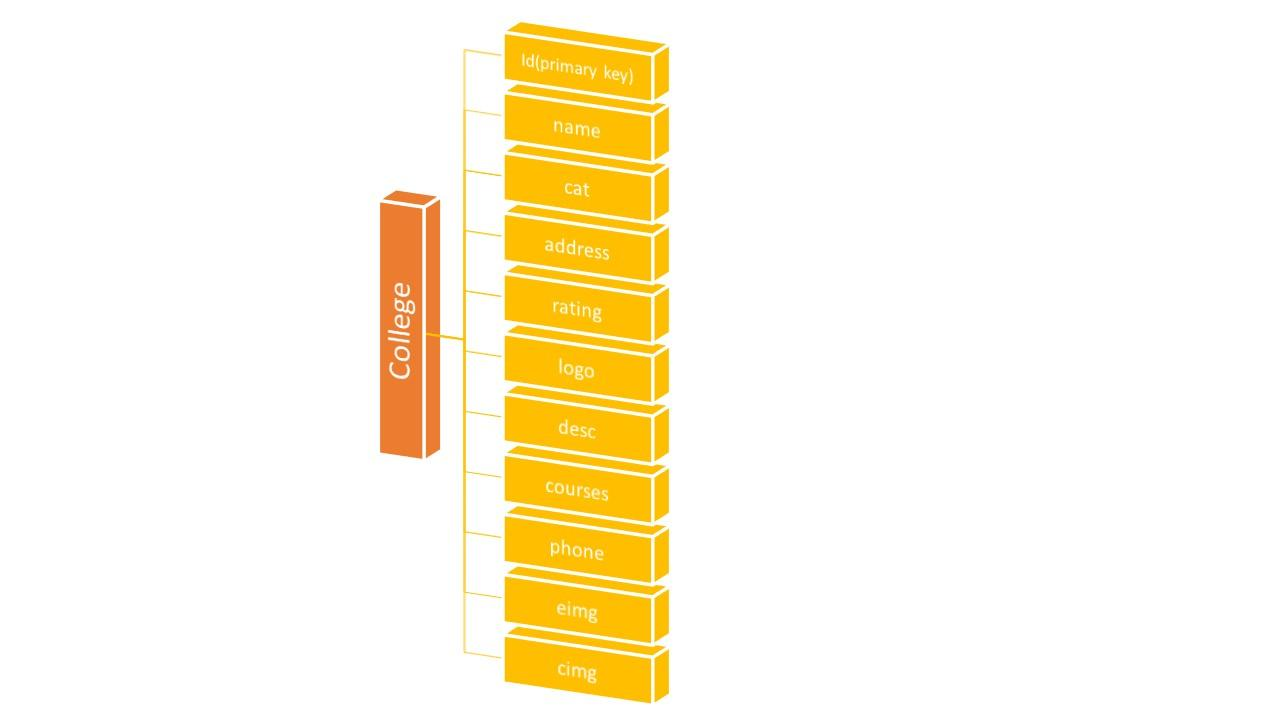 College
Id(primary key)
name
cat
address
rating
logo
desc
courses
phone
eimg
cimg